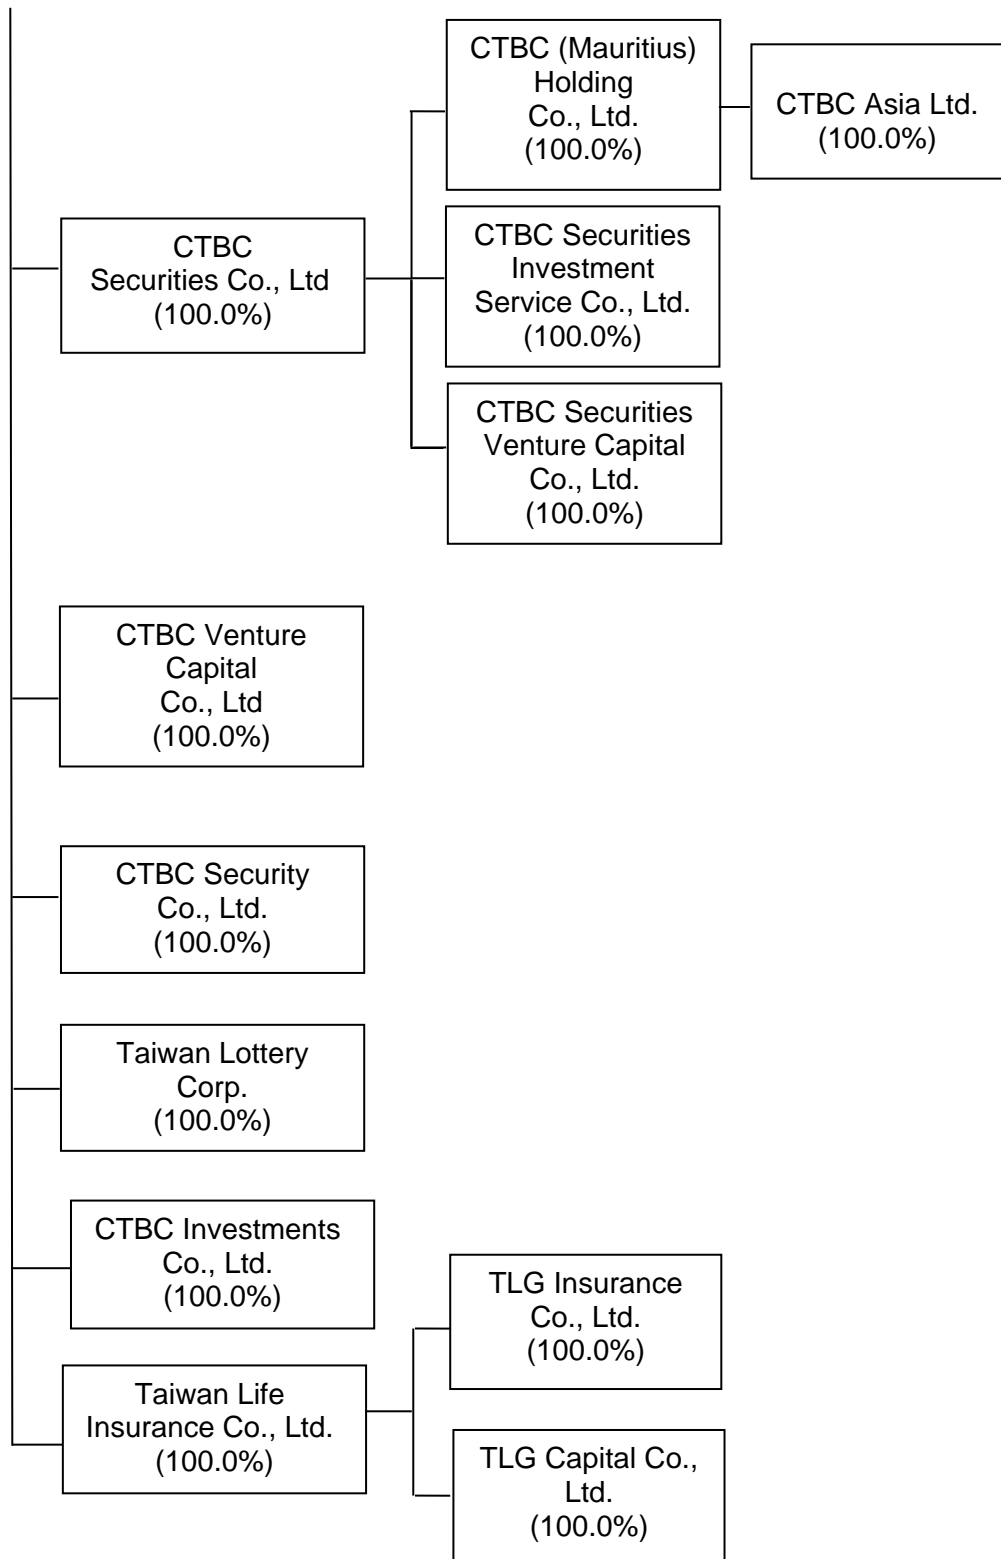 CTBC (Mauritius)
Holding
Co., Ltd.
(100.0%)
CTBC Asia Ltd.
(100.0%)
CTBC
Securities Co., Ltd
(100.0%)
CTBC Securities
Investment
Service Co., Ltd.
(100.0%)
CTBC Securities
Venture Capital
Co., Ltd.
(100.0%)
CTBC Venture
Capital
Co., Ltd
(100.0%)
CTBC Security
Co., Ltd.
(100.0%)
Taiwan Lottery
Corp.
(100.0%)
CTBC Investments
Co., Ltd.
(100.0%)
Taiwan Life
Insurance Co., Ltd.
(100.0%)
TLG Insurance
Co., Ltd.
(100.0%)
TLG Capital Co.,
Ltd.
(100.0%)